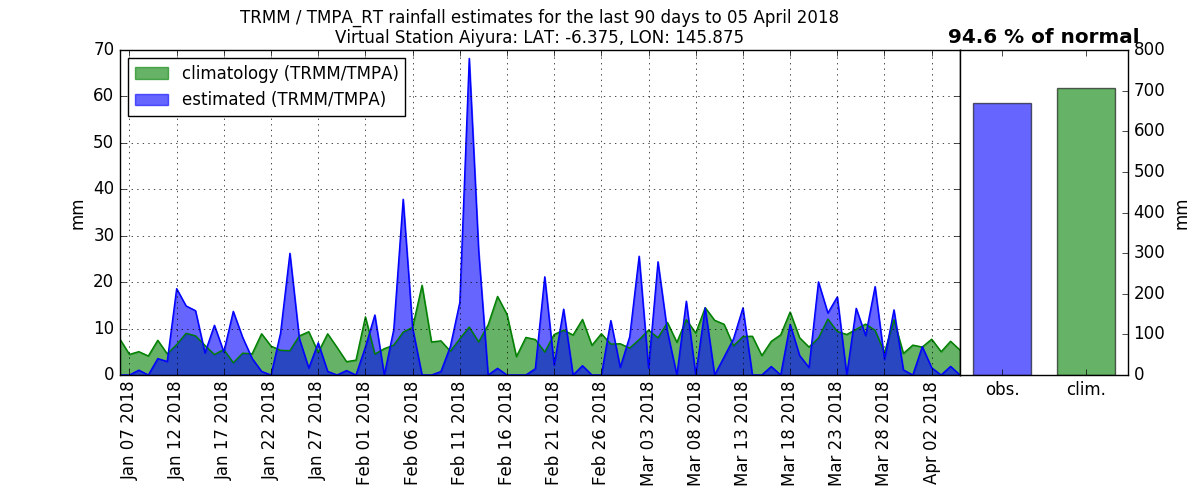 TRMM / TMPA_RT rainfall estimates for the last 90 days to 05 April 2018
Virtual Station Aiyura: LAT: -6.375, LON: 145.875
94.6 % of normal
climatology (TRMM/TMPA)
estimated (TRMM/TMPA)
mm
70
60
50
40
30
20
10
0
Jan 07 2018
Jan 12 2018
Jan 17 2018
Jan 22 2018
Jan 27 2018
Feb 01 2018
Feb 06 2018
Feb 11 2018
Feb 16 2018
Feb 21 2018
Feb 26 2018
Mar 03 2018
Mar 08 2018
Mar 13 2018
Mar 18 2018
Mar 23 2018
Mar 28 2018
Apr 02 2018
obs.
clim.
800
700
600
500
400
300
200
100
0
mm